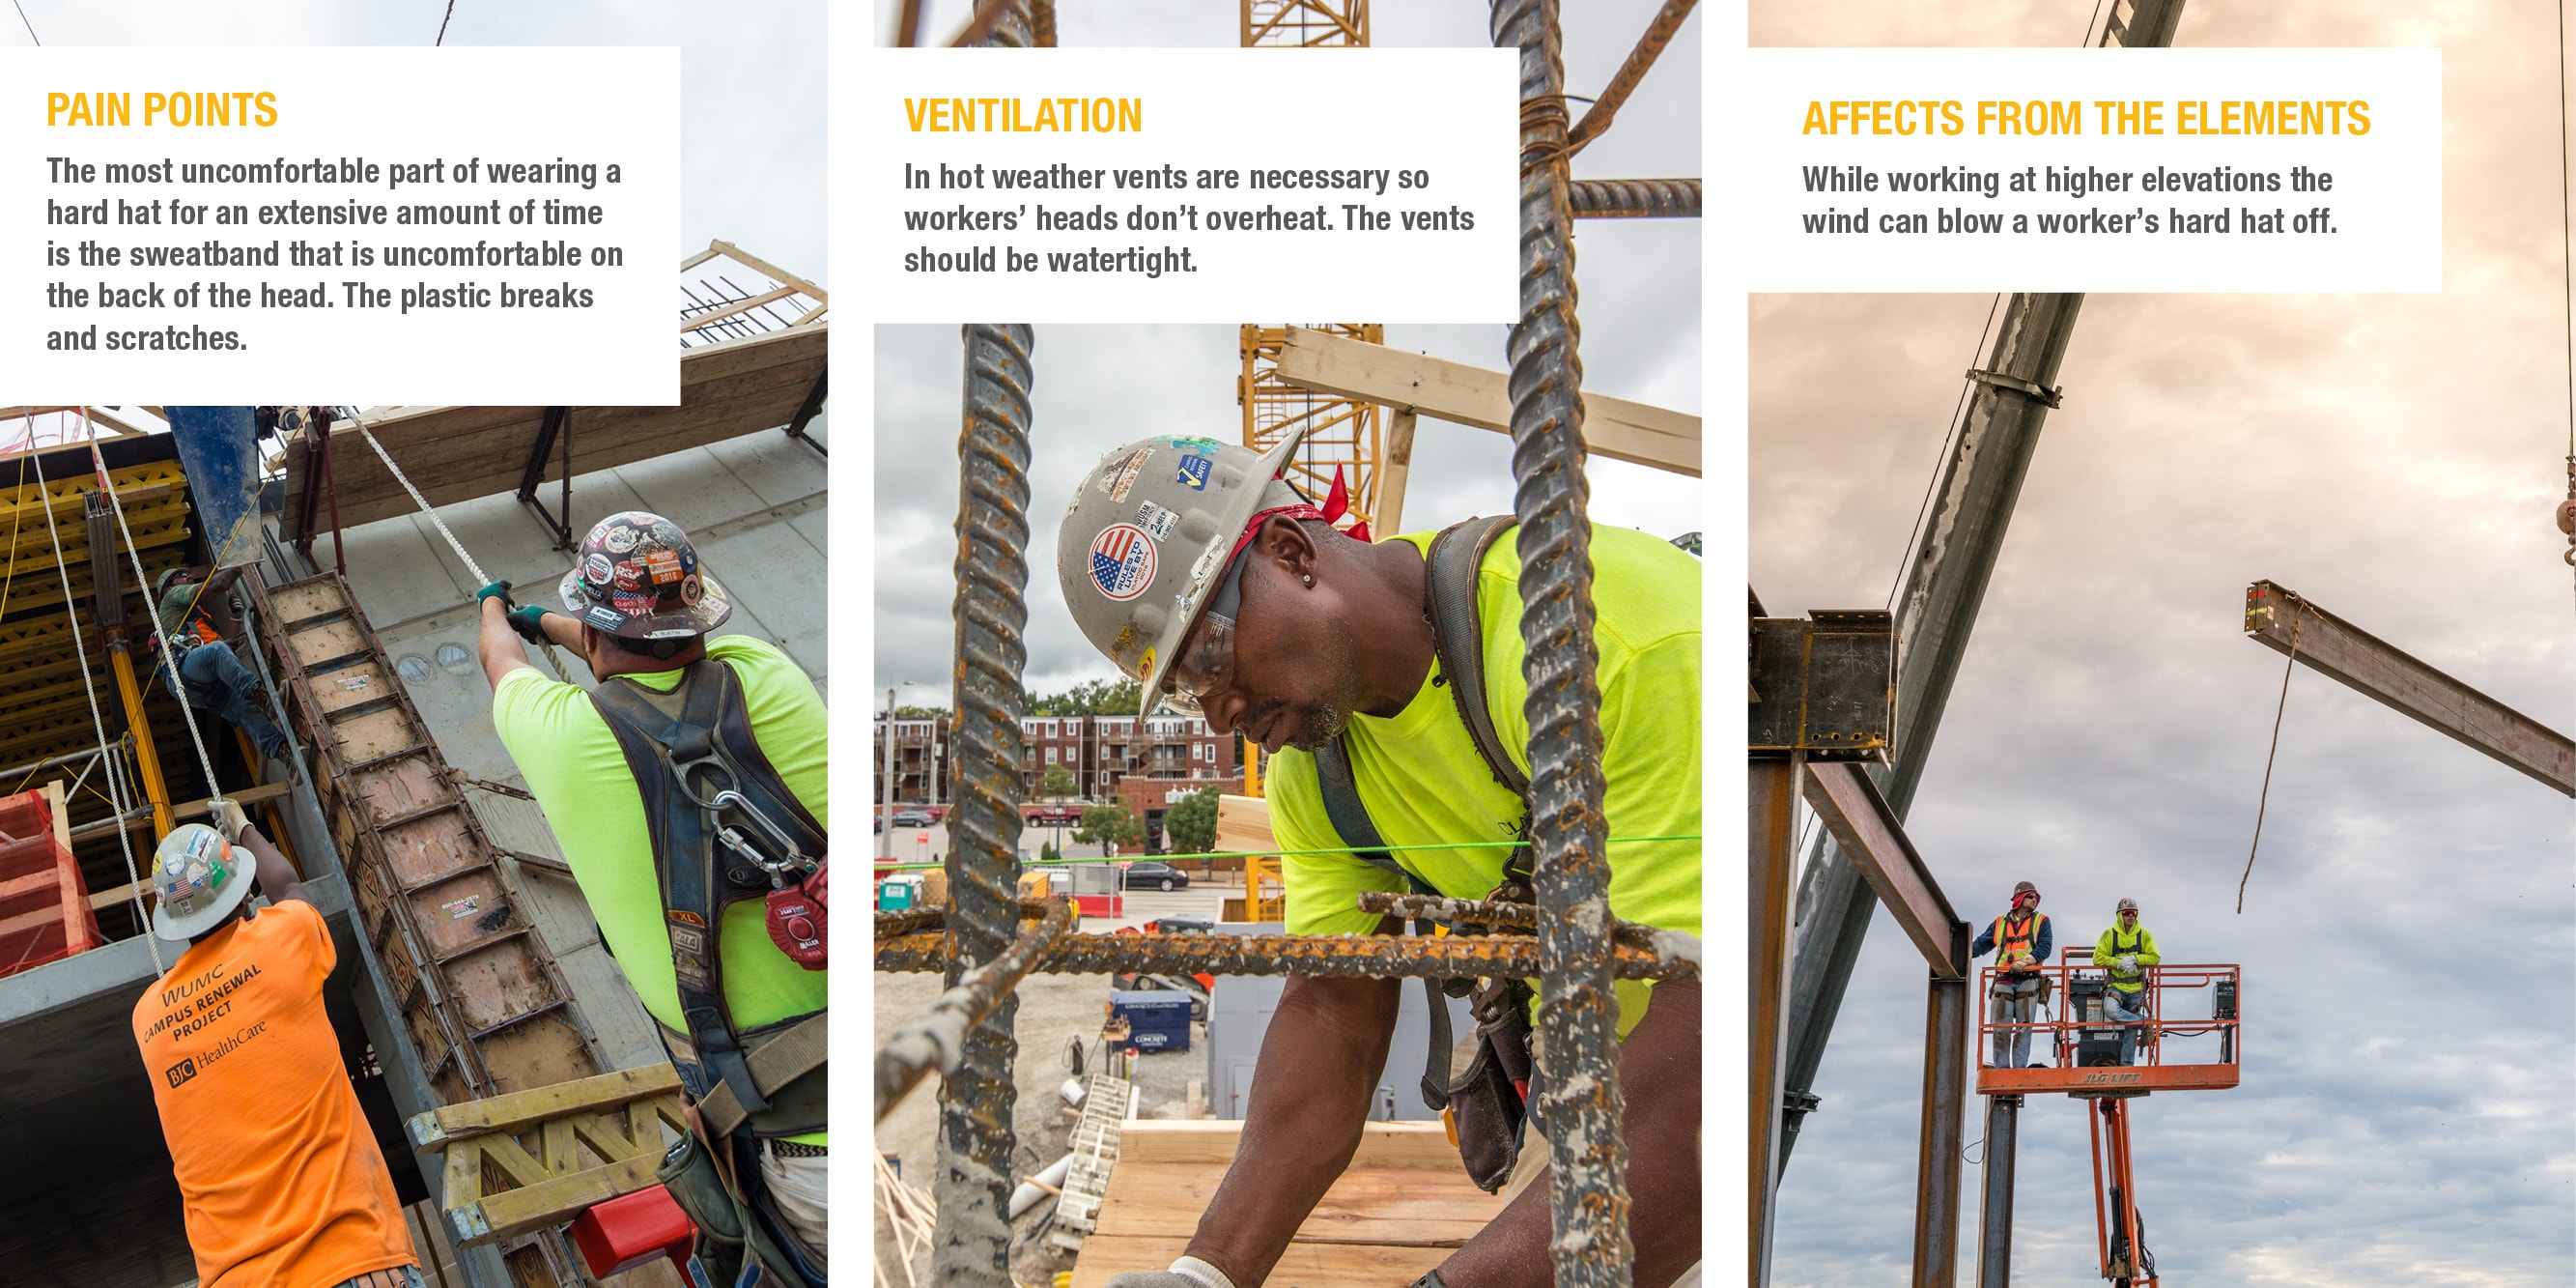 PAIN POINTS
The most uncomfortable part of wearing a
hard hat for an extensive amount of time
is the sweatband that is uncomfortable on
the back of the head. The plastic breaks
and scratches.
WUMC
CAMPUS RENEWAL
PROJECT
BJC HealthCare
XL
VENTILATION
In hot weather vents are necessary so
workers’ heads don’t overheat. The vents
should be watertight.
SAFETY
RULES TO
LIVE BY
CONCRETE
AFFECTS FROM THE ELEMENTS
While working at higher elevations the
wind can blow a worker’s hard hat off.
JLG LIFT